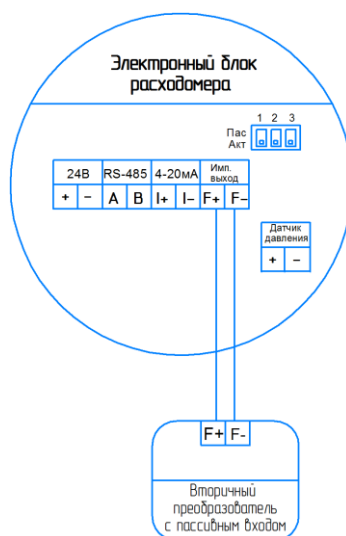 Электронный блок
расходомера
1 2 3
Пас
Акт
24В RS-485 4-20мА Имп. выход
+ − A B I+ I− F+ F−
Датчик
давления
+ −
F+ F-
Вторичный
преобразователь
с пассивным входом